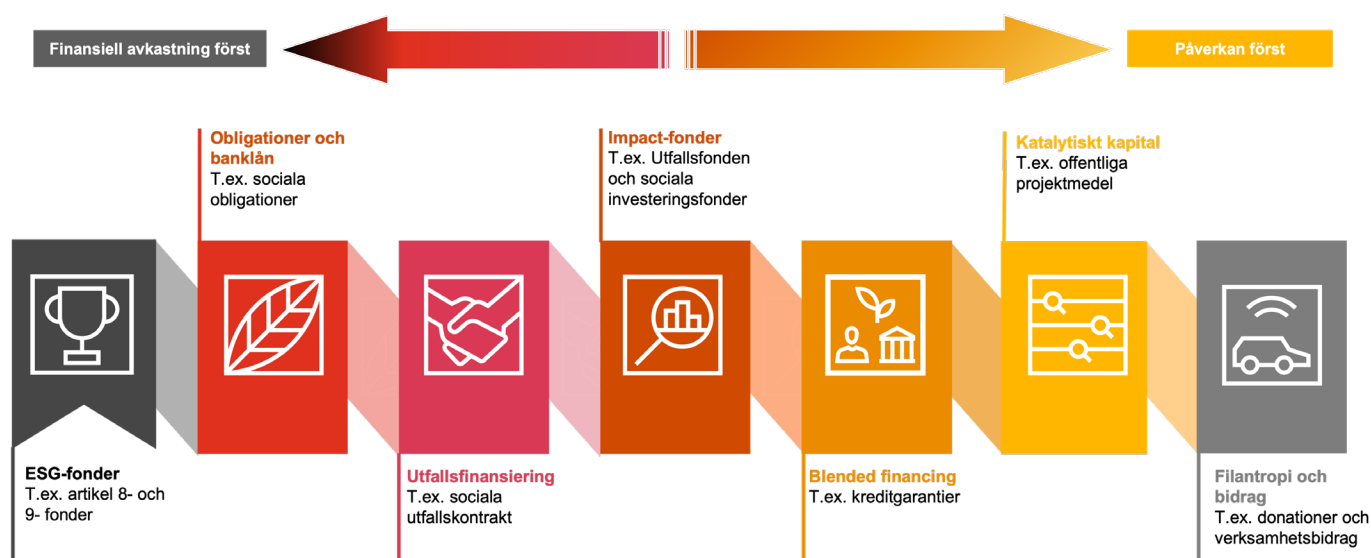 Finansiell avkastning först
Påverkan först
Obligationer och
banklån
T.ex. sociala
obligationer
Impact-fonder
T.ex. Utfallsfonden
och sociala
investeringsfonder
Katalytiskt kapital
T.ex. offentliga
projektmedel
ESG-fonder
T.ex. artikel 8- och
9- fonder
Utfallsfinansiering
T.ex. sociala
utfallskontrakt
Blended financing
T.ex. kreditgarantier
Filantropi och
bidrag
T.ex. donationer och
verksamhetsbidrag